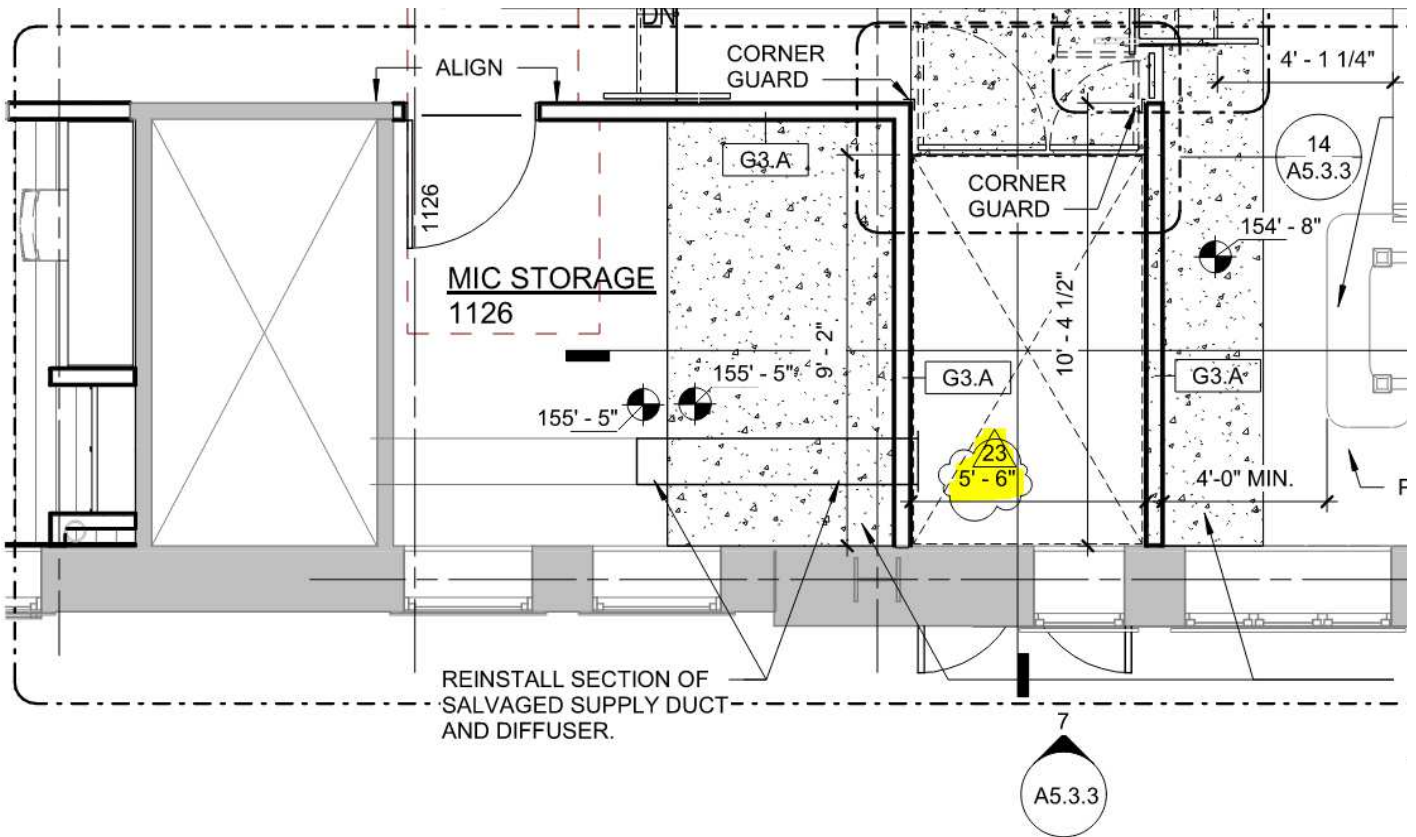 DN
ALIGN
CORNER
GUARD
4' - 1 1/4"
G3.A
14
A5.3.3
CORNER
GUARD
1126
154' - 8"
MIC STORAGE
1126
9' - 2"
10' - 4 1/2"
155' - 5"
G3.A
G3.A
155' - 5"
23
5' - 6"
4'-0" MIN.
REINSTALL SECTION OF
SALVAGED SUPPLY DUCT
AND DIFFUSER.
7
A5.3.3